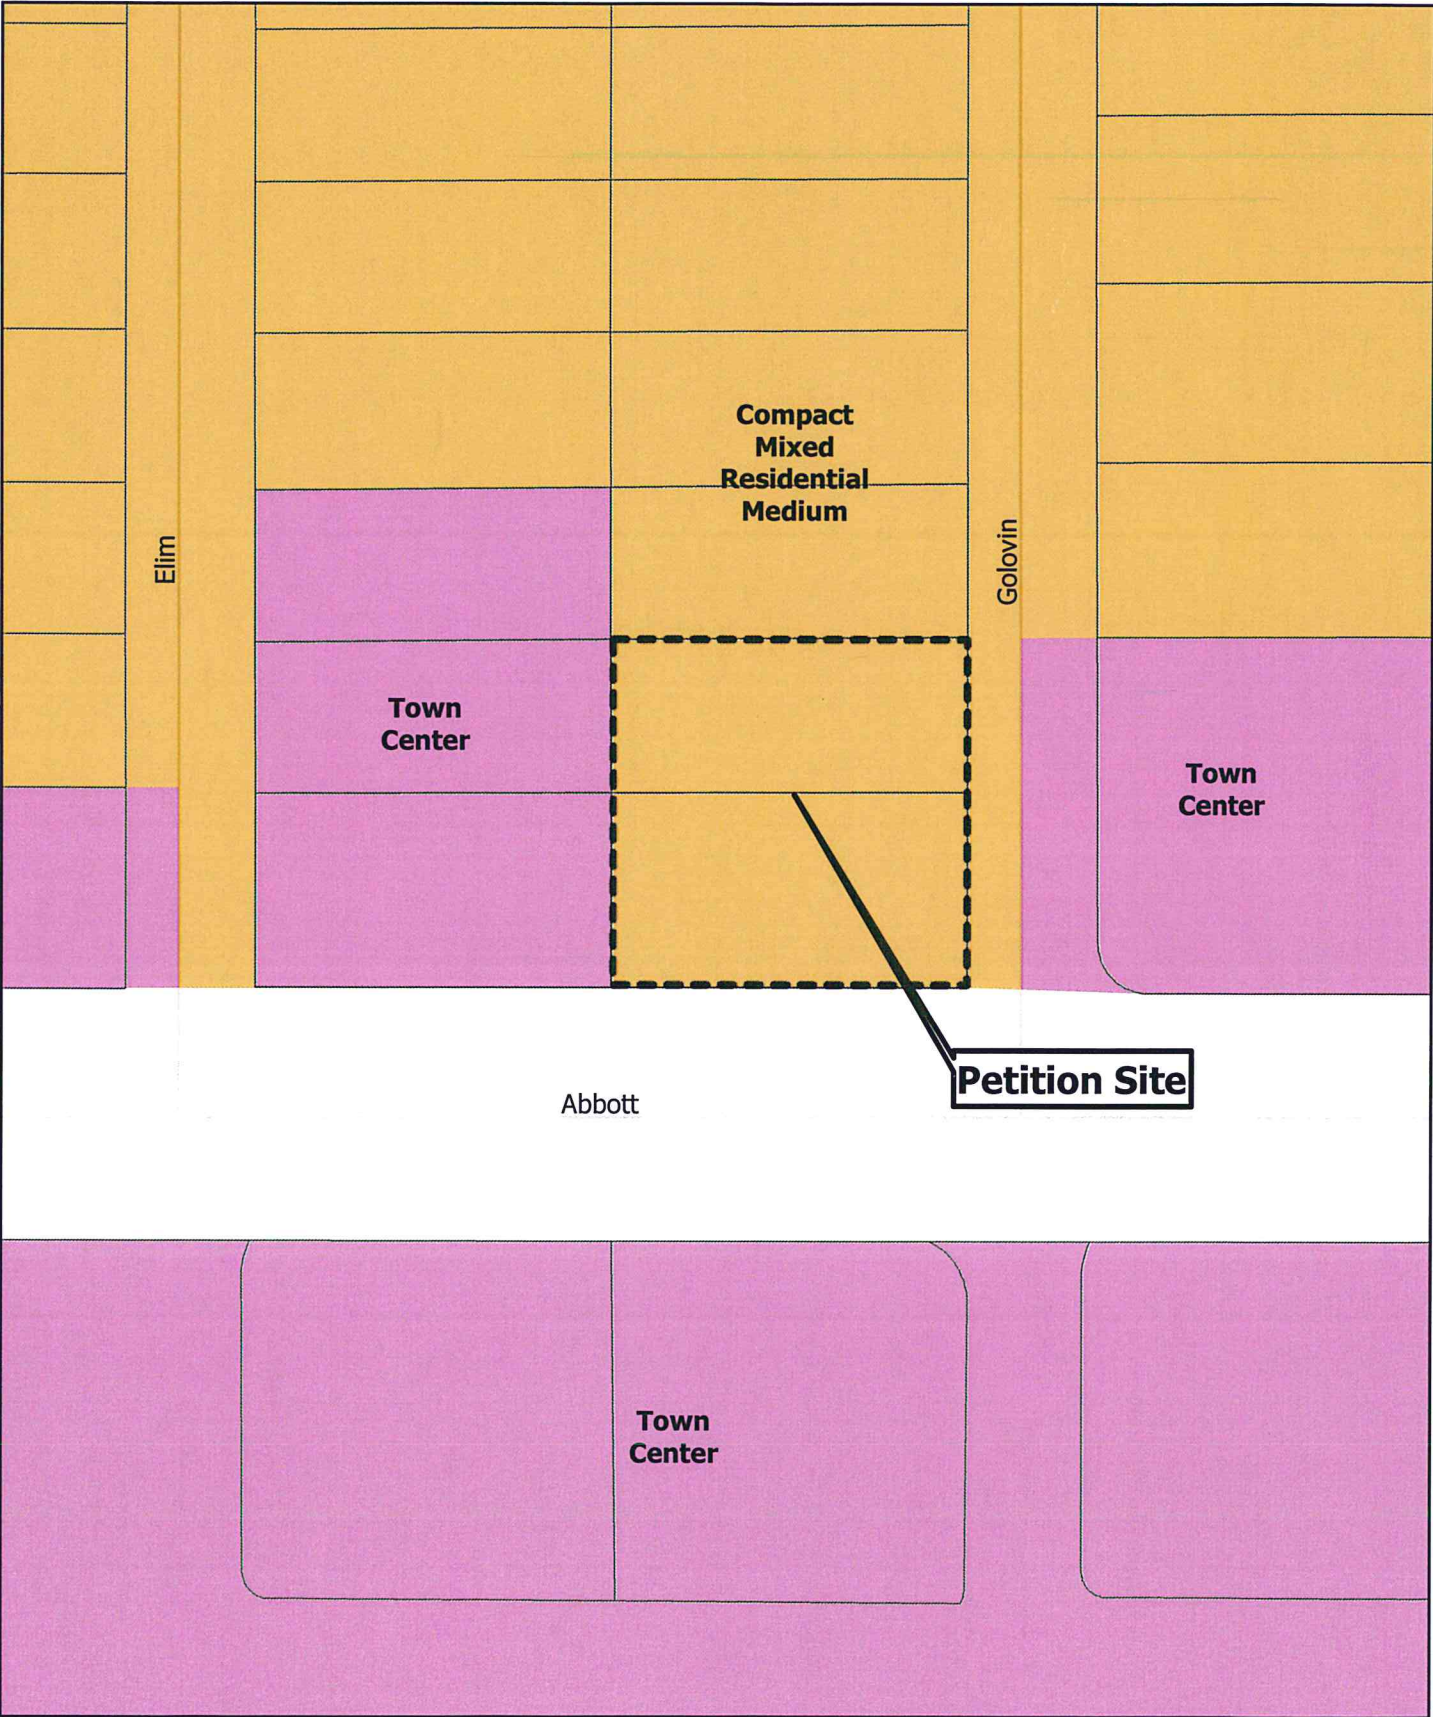 Compact
Mixed
Residential
Medium
Elim
Golovin
Town
Center
Town
Center
Petition Site
Abbott
Town
Center